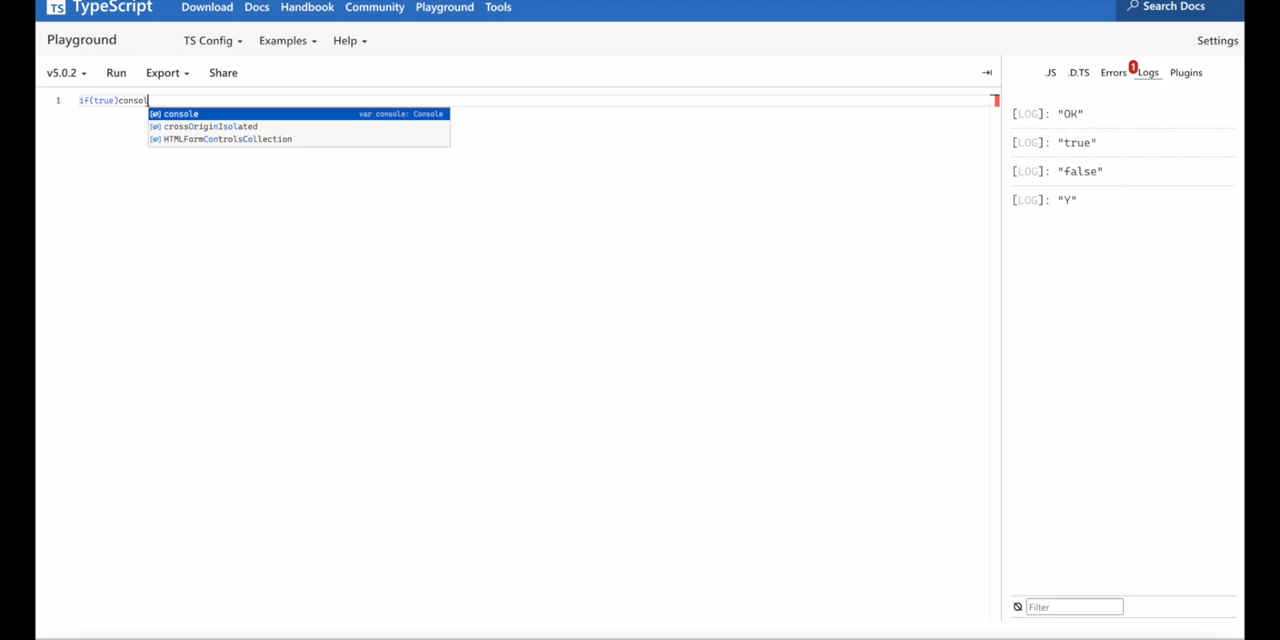 TS TypeScript Download Docs Handbook Community Playground Tools Search Docs
Playground TS Config Examples Help Settings
v5.0.2 Run Export Share .JS .D.TS Errors 1 Logs Plugins
1 if(true)consol
console var console: Console
crossOriginIsolated
HTMLFormControlsCollection
[LOG]: "OK"
[LOG]: "true"
[LOG]: "false"
[LOG]: "Y"
Filter